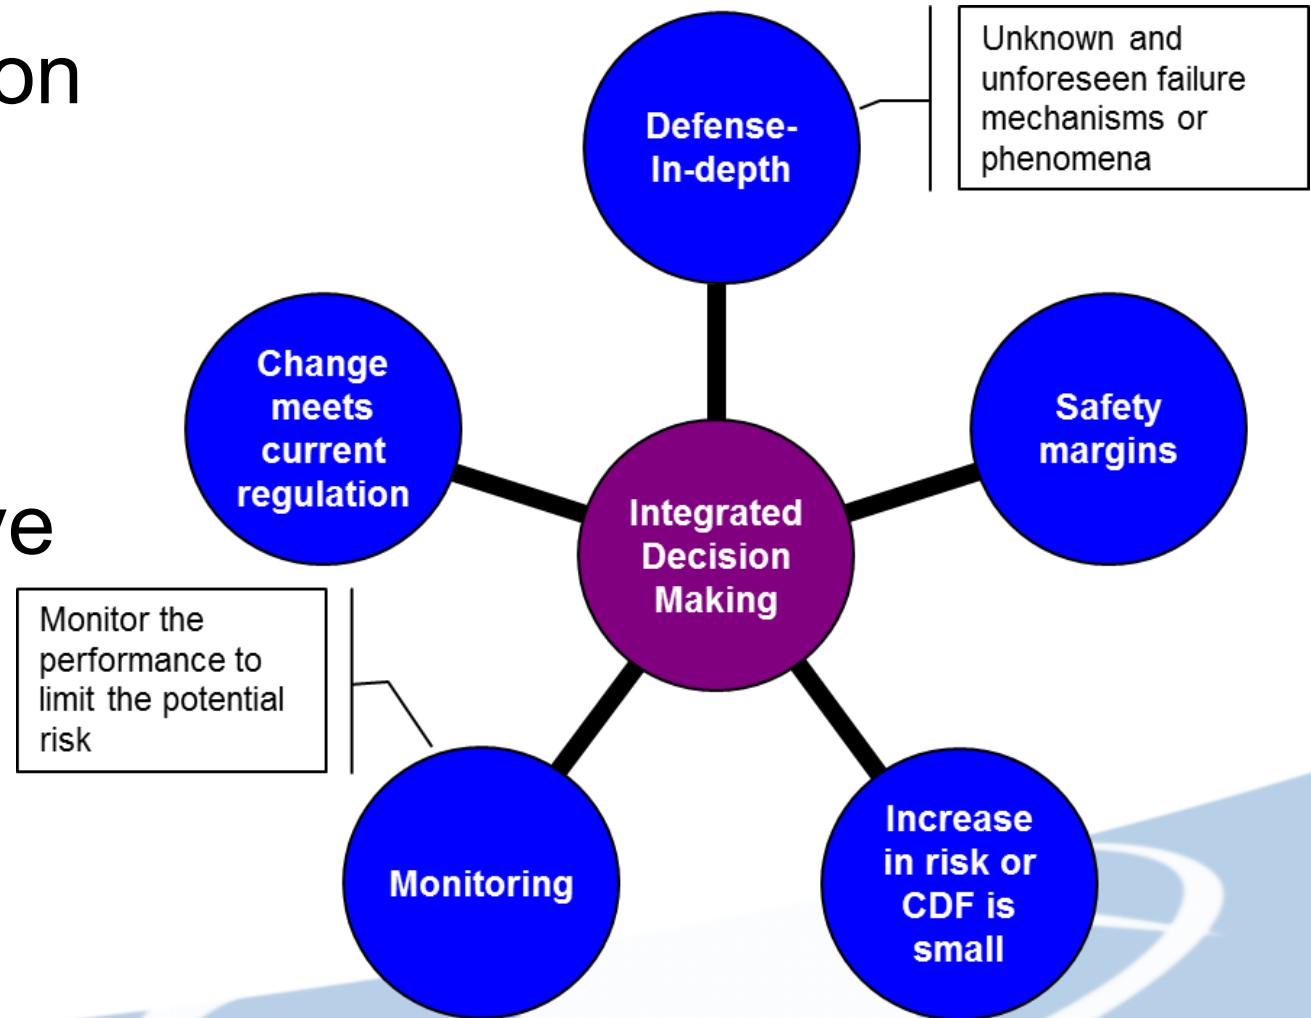 on
ve
Defense-
In-depth
Unknown and
unforeseen failure
mechanisms or
phenomena
Change
meets
current
regulation
Safety
margins
Integrated
Decision
Making
Monitor the
performance to
limit the potential
risk
Monitoring
Increase
in risk or
CDF is
small